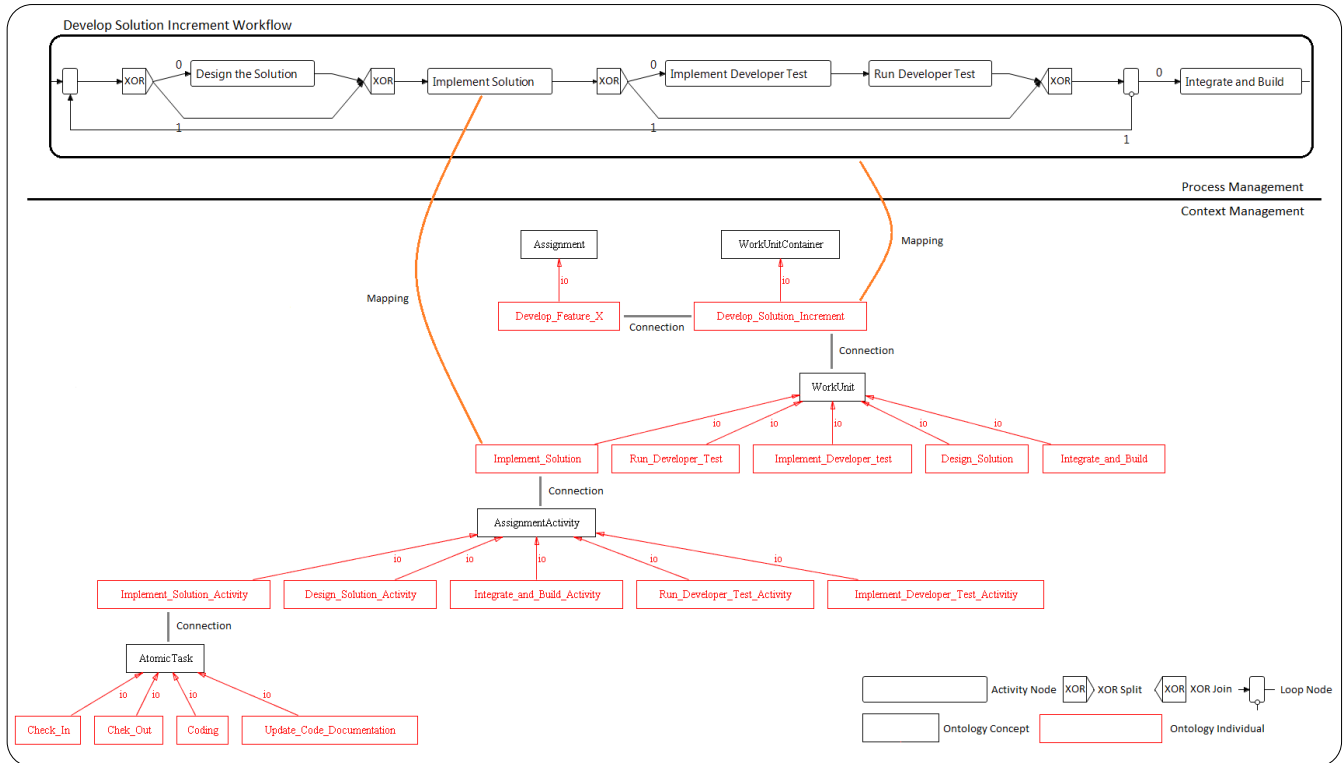 Develop Solution Increment Workflow
XOR
0
Design the Solution
XOR
Implement Solution
XOR
0
Implement Developer Test
Run Developer Test
XOR
0
Integrate and Build
1
1
1
Process Management
Context Management
Mapping
Mapping
Assignment
WorkUnitContainer
io
io
Develop_Feature_X
Connection
Develop_Solution_Increment
Connection
WorkUnit
io
io
io
io
io
Implement_Solution
Run_Developer_Test
Implement_Developer_test
Design_Solution
Integrate_and_Build
Connection
AssignmentActivity
io
io
io
io
io
Implement_Solution_Activity
Design_Solution_Activity
Integrate_and_Build_Activity
Run_Developer_Test_Activity
Implement_Developer_Test_Activitiy
Connection
AtomicTask
io
io
io
io
Check_In
Chek_Out
Coding
Update_Code_Documentation
Activity Node
XOR
XOR Split
XOR
XOR Join
Loop Node
Ontology Concept
Ontology Individual